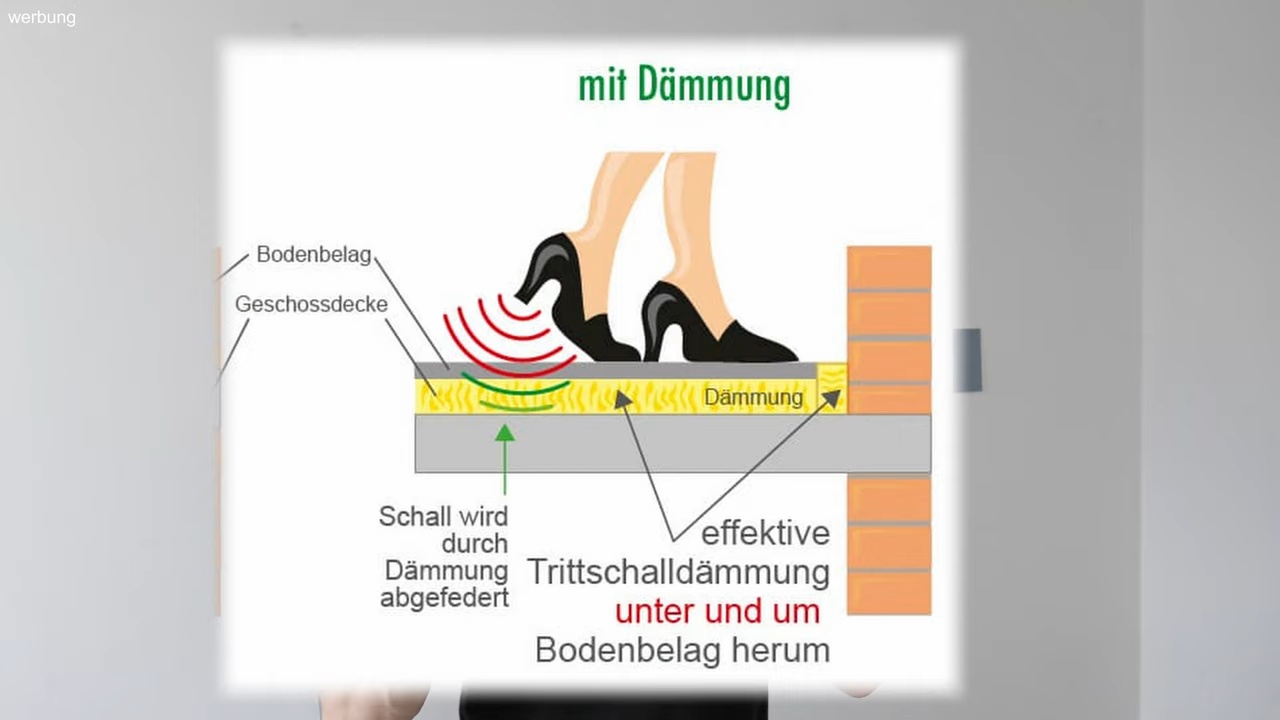 werbung
mit Dämmung
Bodenbelag
Geschossdecke
Dämmung
Schall wird
durch
Dämmung
abgefedert
effektive
Trittschalldämmung
unter und um
Bodenbelag herum